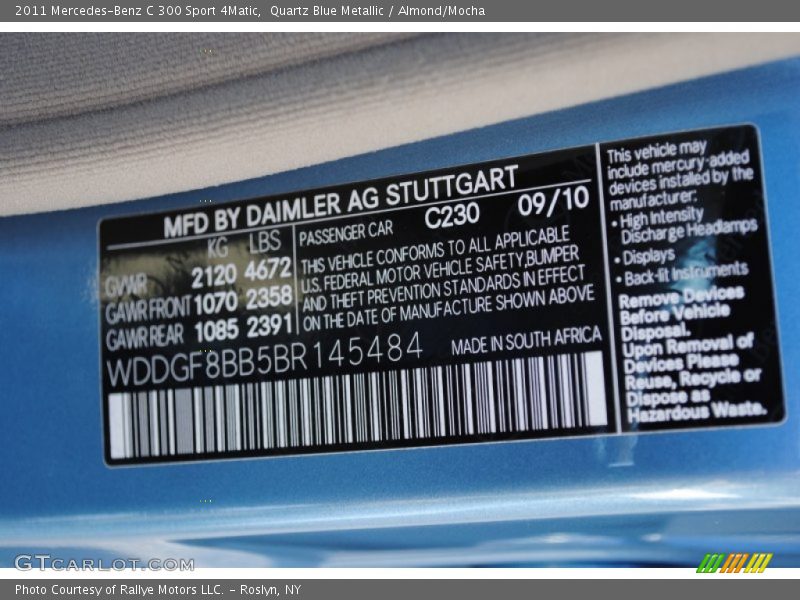 2011 Mercedes-Benz C 300 Sport 4Matic,  Quartz Blue Metallic / Almond/Mocha
MFD BY DAIMLER AG STUTTGART
KG LBS
GVWR 2120 4672
GAWR FRONT 1070 2358
GAWR REAR 1085 2391
PASSENGER CAR C230 09/10
THIS VEHICLE CONFORMS TO ALL APPLICABLE
U.S. FEDERAL MOTOR VEHICLE SAFETY,BUMPER
AND THEFT PREVENTION STANDARDS IN EFFECT
ON THE DATE OF MANUFACTURE SHOWN ABOVE
WDDGF8BB5BR145484 MADE IN SOUTH AFRICA
This vehicle may
include mercury-added
devices installed by the
manufacturer:
• High Intensity
Discharge Headlamps
• Displays
• Back-lit Instruments
Remove Devices
Before Vehicle
Disposal.
Upon Removal of
Devices Please
Reuse, Recycle or
Dispose as
Hazardous Waste.
GTCARLOT.COM
Photo Courtesy of Rallye Motors LLC. – Roslyn, NY